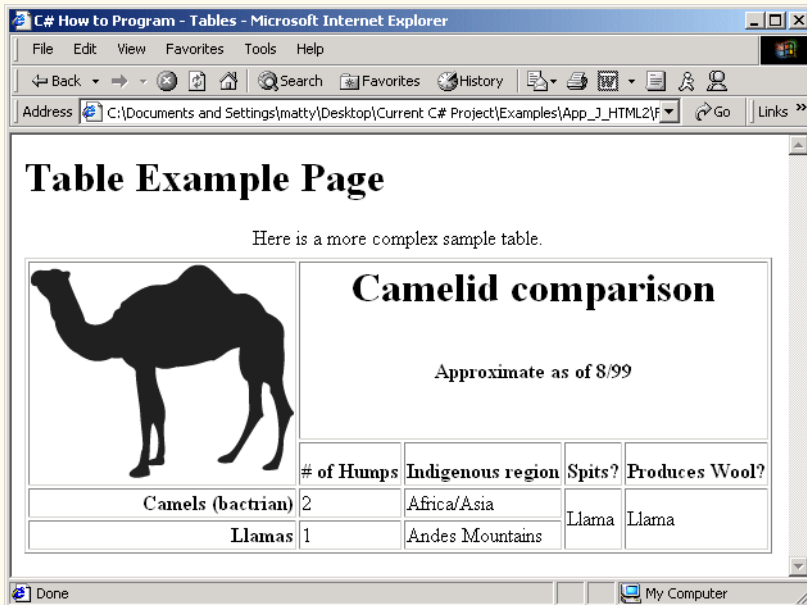 C# How to Program - Tables - Microsoft Internet Explorer
File Edit View Favorites Tools Help
Back Search Favorites History
Address C:\Documents and Settings\matty\Desktop\Current C# Project\Examples\App_J_HTML2\F Go Links »
Table Example Page
Here is a more complex sample table.
Camelid comparison
Approximate as of 8/99
# of Humps Indigenous region Spits? Produces Wool?
Camels (bactrian) 2 Africa/Asia Llama Llama
Llamas 1 Andes Mountains
Done My Computer